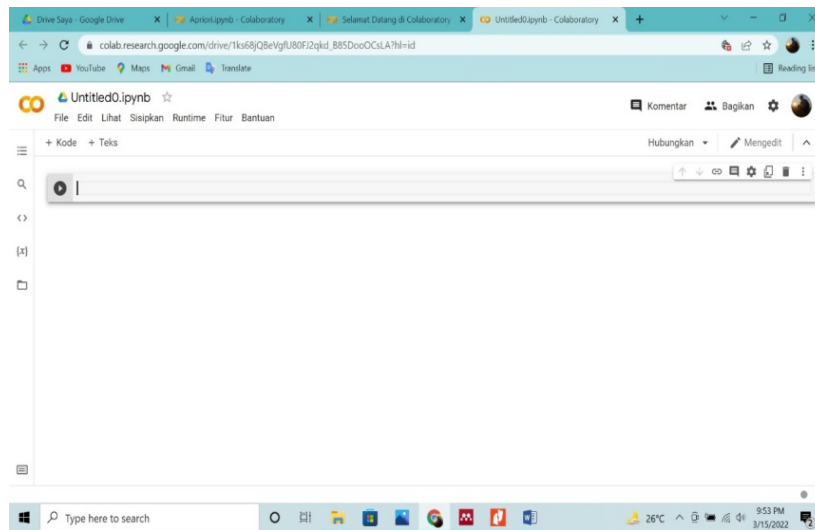 Drive Saya - Google Drive
Apriori.ipynb - Colaboratory
Selamat Datang di Colaboratory
Untitled0.ipynb - Colaboratory
colab.research.google.com/drive/1ks68jQBeVgfU80FJ2qkd_B85DooOCsLA?hl=id
Apps YouTube Maps Gmail Translate
Reading lis
Untitled0.ipynb
Komentar Bagikan
File Edit Lihat Sisipkan Runtime Fitur Bantuan
+ Kode + Teks
Hubungkan Mengedit
{x}
Type here to search
26°C
9:53 PM
3/15/2022